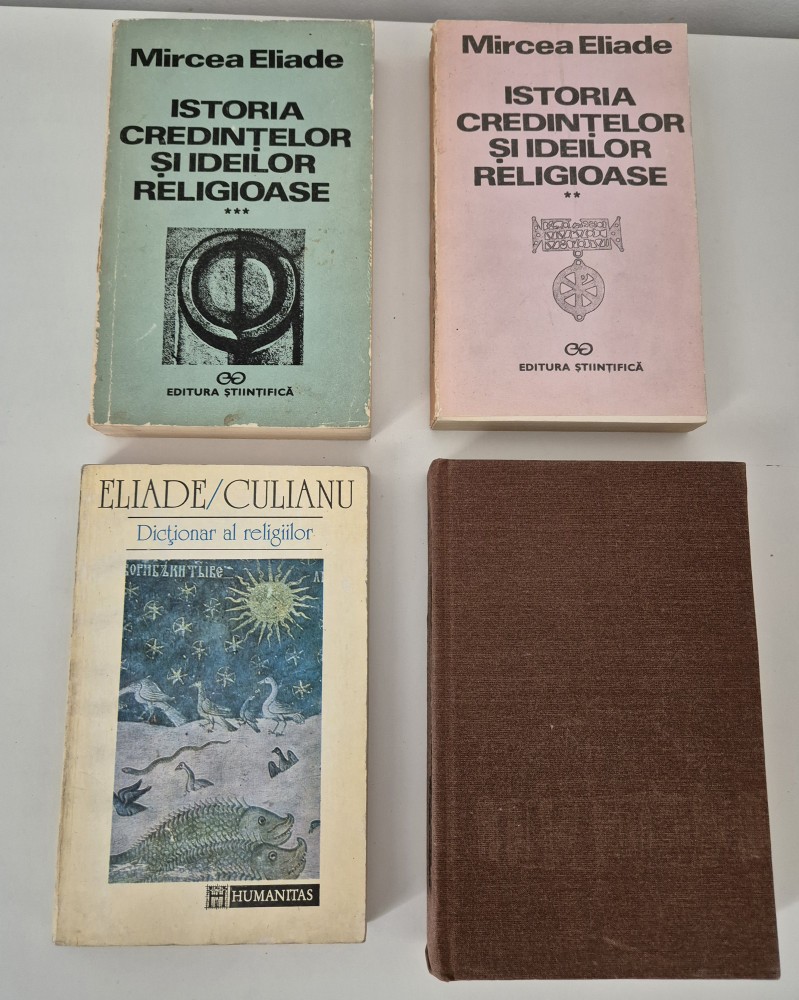 Mircea Eliade
ISTORIA
CREDINȚELOR
ȘI IDEILOR
RELIGIOASE
***
EDITURA ȘTIINȚIFICĂ
Mircea Eliade
ISTORIA
CREDINȚELOR
ȘI IDEILOR
RELIGIOASE
**
EDITURA ȘTIINȚIFICĂ
ELIADE/CULIANU
Dicţionar al religiilor
HUMANITAS